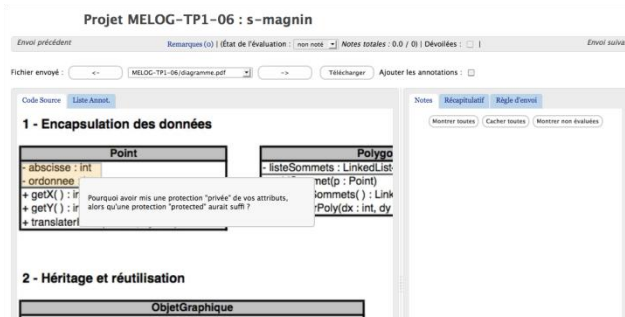 Projet MELOG-TP1-06 : s-magnin
Envoi précédent Remarques (0) | (État de l'évaluation : non noté Notes totales : 0.0 / 0) | Dévoilées : | Envoi suiva
Fichier envoyé : <- MELOG-TP1-06/diagramme.pdf -> Télécharger Ajouter les annotations :
Code Source Liste Annot. Notes Récapitulatif Règle d'envoi
Montrer toutes Cacher toutes Montrer non évaluées
1 - Encapsulation des données
Point Polygo
- abscisse : int - listeSommets : LinkedList
- ordonnee met(p : Point)
+ getX( ) : ir ommets( ) : Link
+ getY( ) : ir rPoly(dx : int, dy
+ translater
Pourquoi avoir mis une protection "privée" de vos attributs,
alors qu'une protection "protected" aurait suffi ?
2 - Héritage et réutilisation
ObjetGraphique